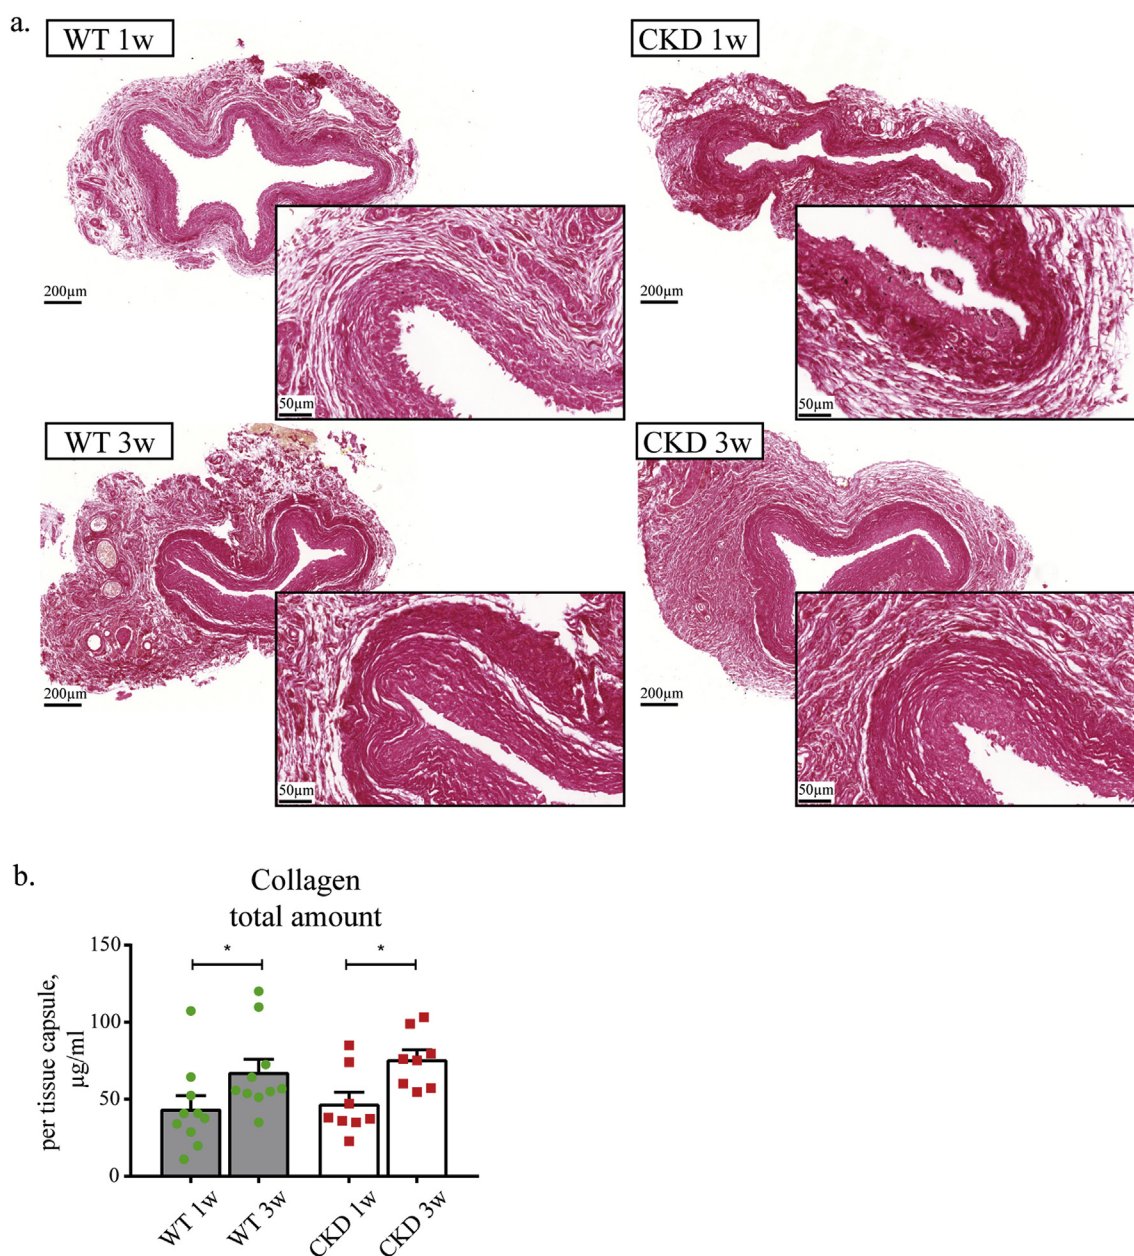 a.
WT 1w
CKD 1w
200µm
50µm
200µm
50µm
WT 3w
CKD 3w
200µm
50µm
200µm
50µm
b.
Collagen
total amount
per tissue capsule,
µg/ml
150
100
50
0
*
*
WT 1w
WT 3w
CKD 1w
CKD 3w